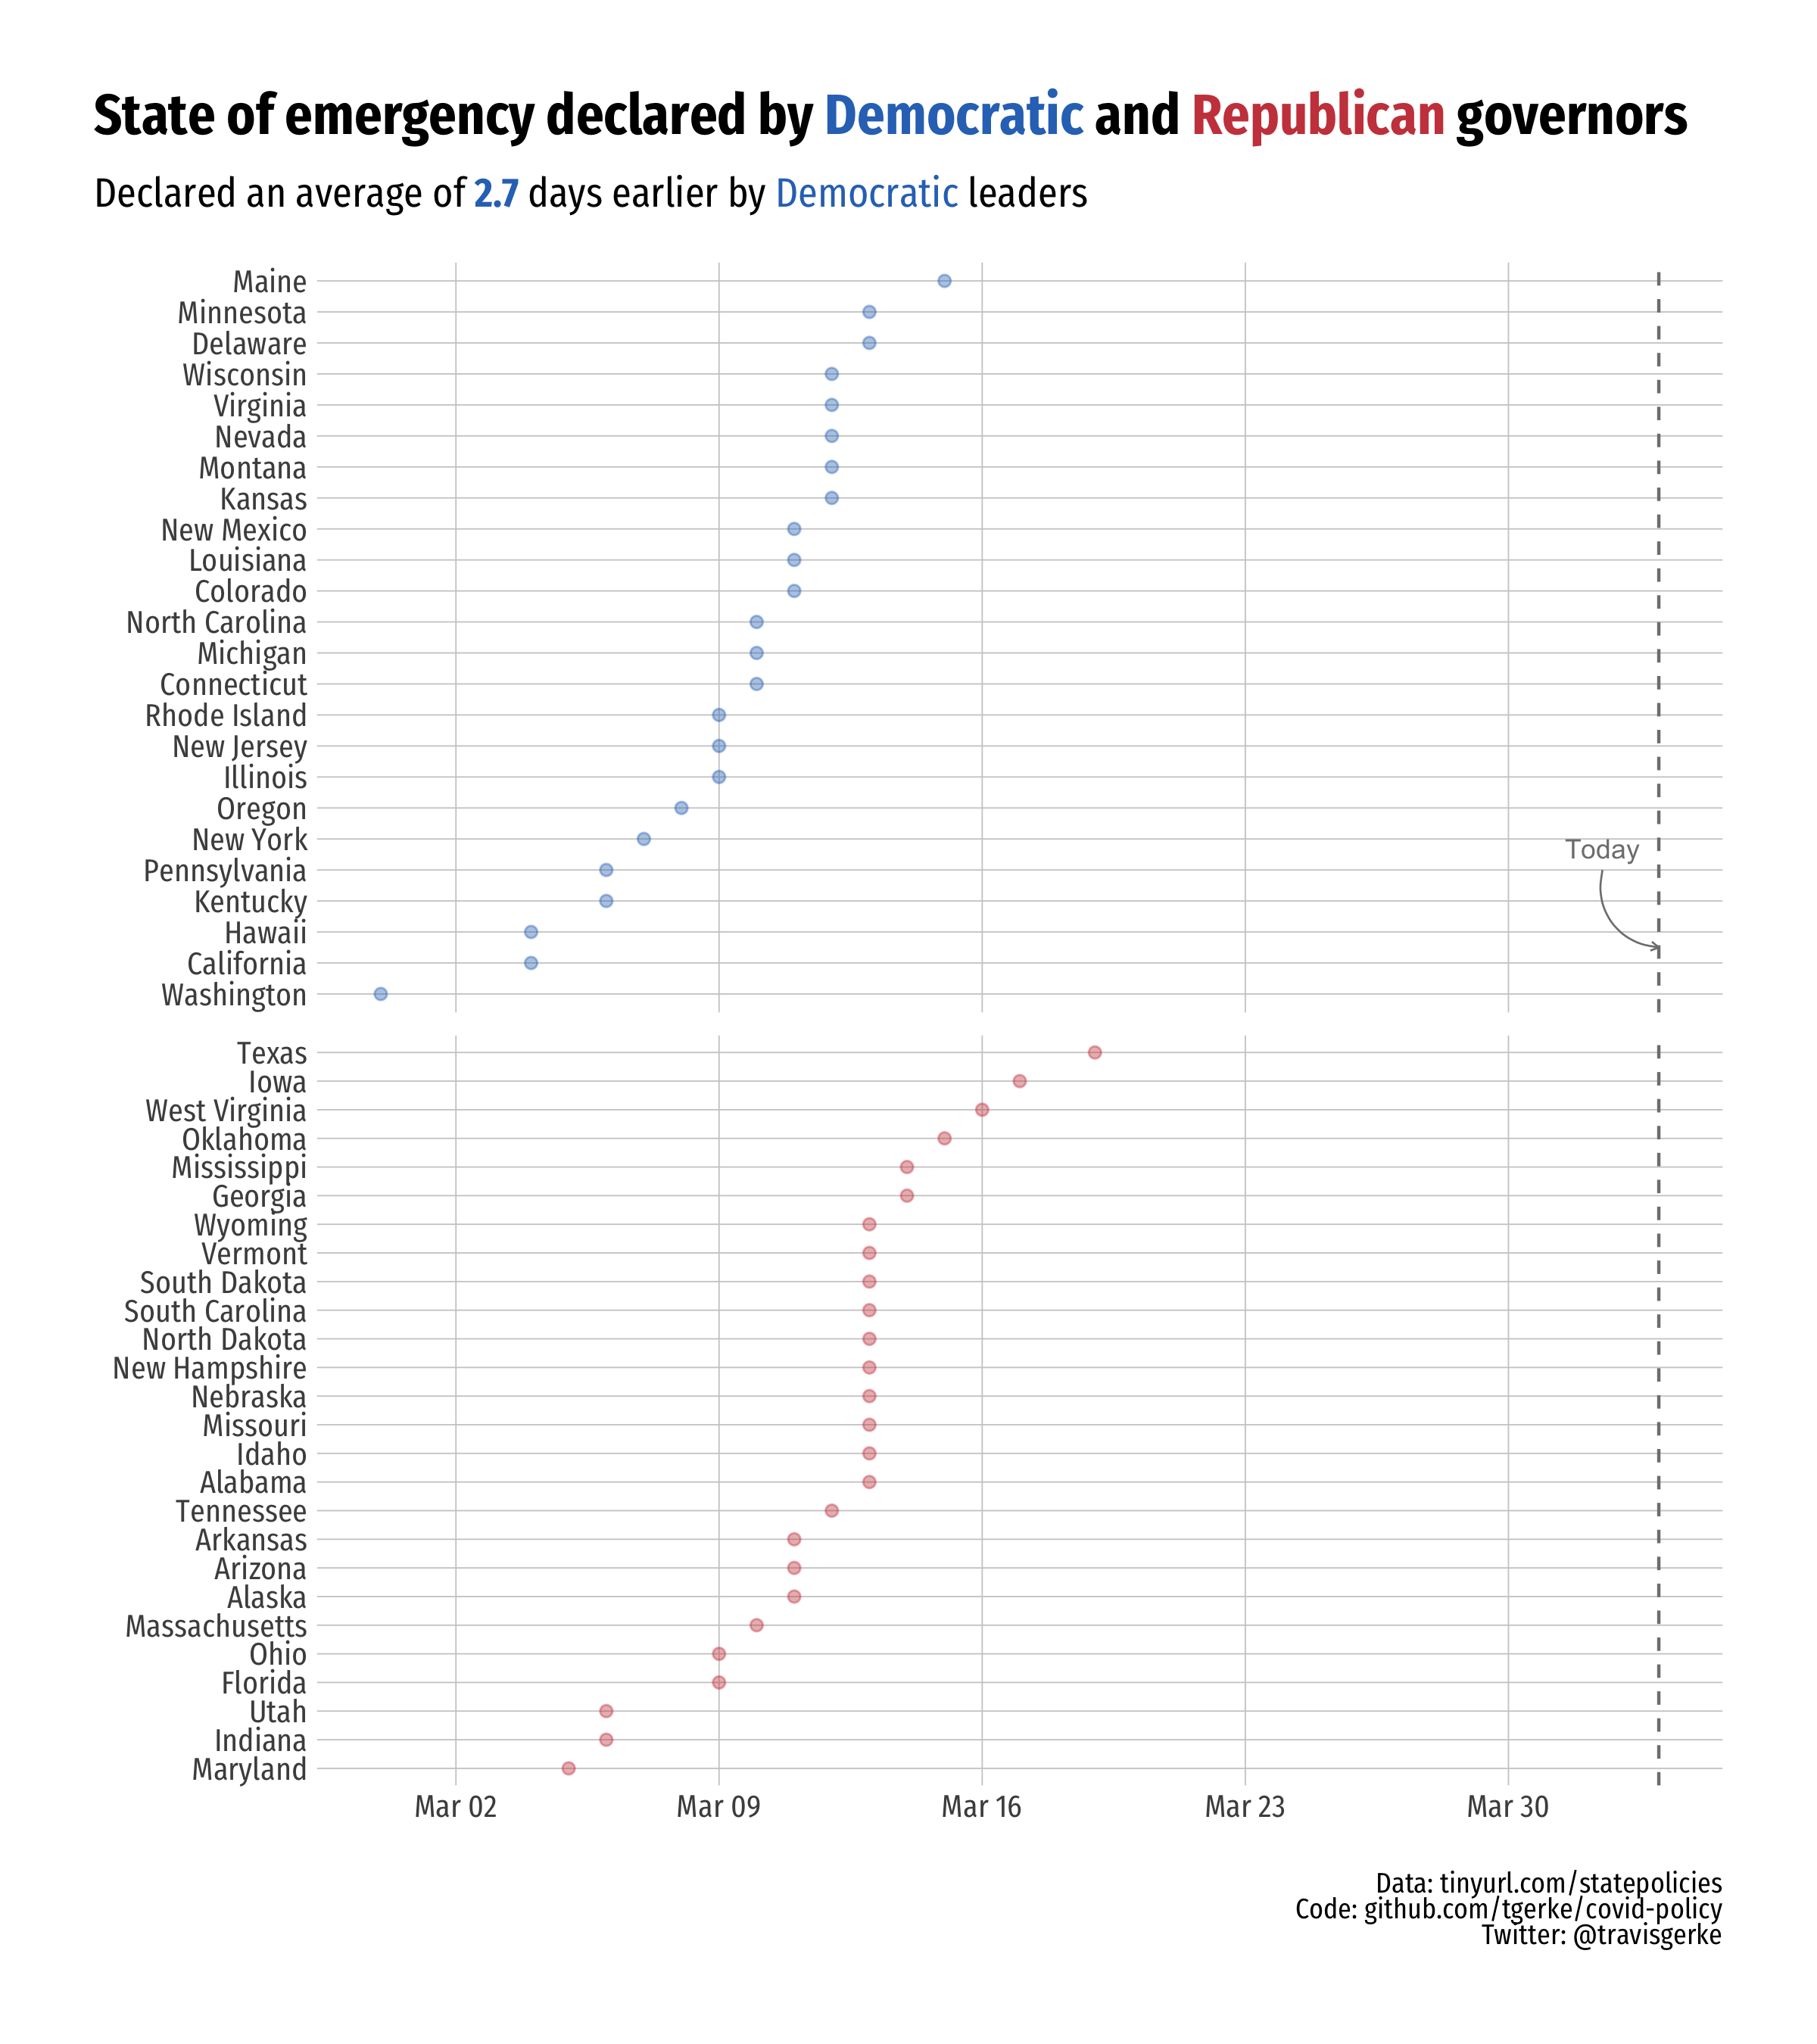 State of emergency declared by Democratic and Republican governors
Declared an average of 2.7 days earlier by Democratic leaders
Maine
Minnesota
Delaware
Wisconsin
Virginia
Nevada
Montana
Kansas
New Mexico
Louisiana
Colorado
North Carolina
Michigan
Connecticut
Rhode Island
New Jersey
Illinois
Oregon
New York
Today
Pennsylvania
Kentucky
Hawaii
California
Washington
Texas
Iowa
West Virginia
Oklahoma
Mississippi
Georgia
Wyoming
Vermont
South Dakota
South Carolina
North Dakota
New Hampshire
Nebraska
Missouri
Idaho
Alabama
Tennessee
Arkansas
Arizona
Alaska
Massachusetts
Ohio
Florida
Utah
Indiana
Maryland
Mar 02 Mar 09 Mar 16 Mar 23 Mar 30
Data: tinyurl.com/statepolicies
Code: github.com/tgerke/covid-policy
Twitter: @travisgerke